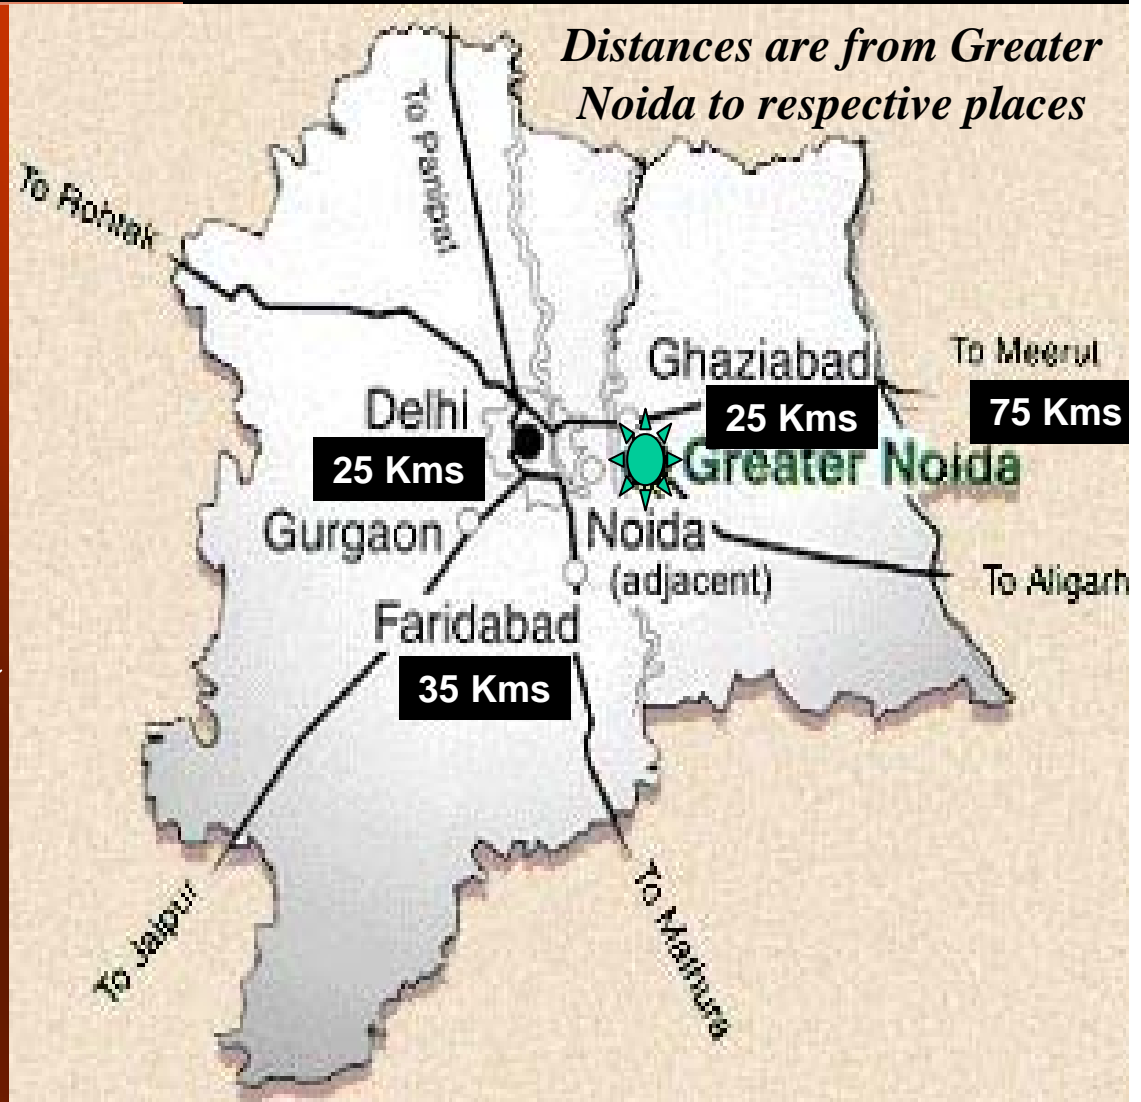 Distances are from Greater
Noida to respective places
To Panipat
To Rohtak
Ghaziabad
To Meerut
25 Kms
75 Kms
Delhi
25 Kms
Greater Noida
Gurgaon
Noida
(adjacent)
To Aligarh
Faridabad
35 Kms
To Jaipur
To Mathura